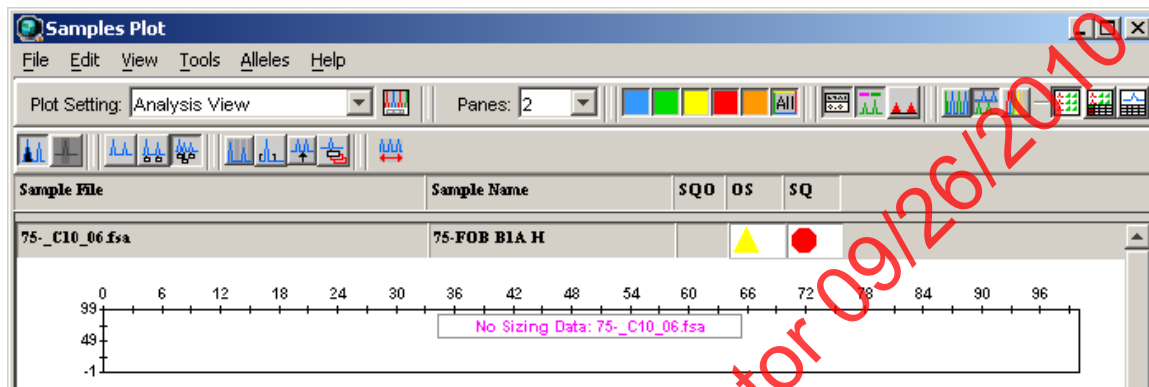 Samples Plot
File Edit View Tools Alleles Help
Plot Setting: Analysis View Panes: 2 All
Sample File Sample Name SQO OS SQ
75-_C10_06.fsa 75-FOB B1A H
0 6 12 18 24 30 36 42 48 54 60 66 72 78 84 90 96
99
No Sizing Data: 75-_C10_06.fsa
49
-1
tor 09/26/2010